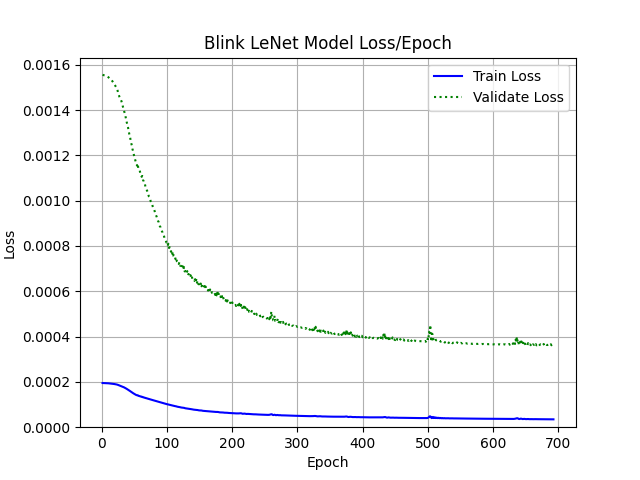 Blink LeNet Model Loss/Epoch
Train Loss
Validate Loss
0.0016
0.0014
0.0012
0.0010
0.0008
0.0006
0.0004
0.0002
0.0000
Loss
0 100 200 300 400 500 600 700
Epoch